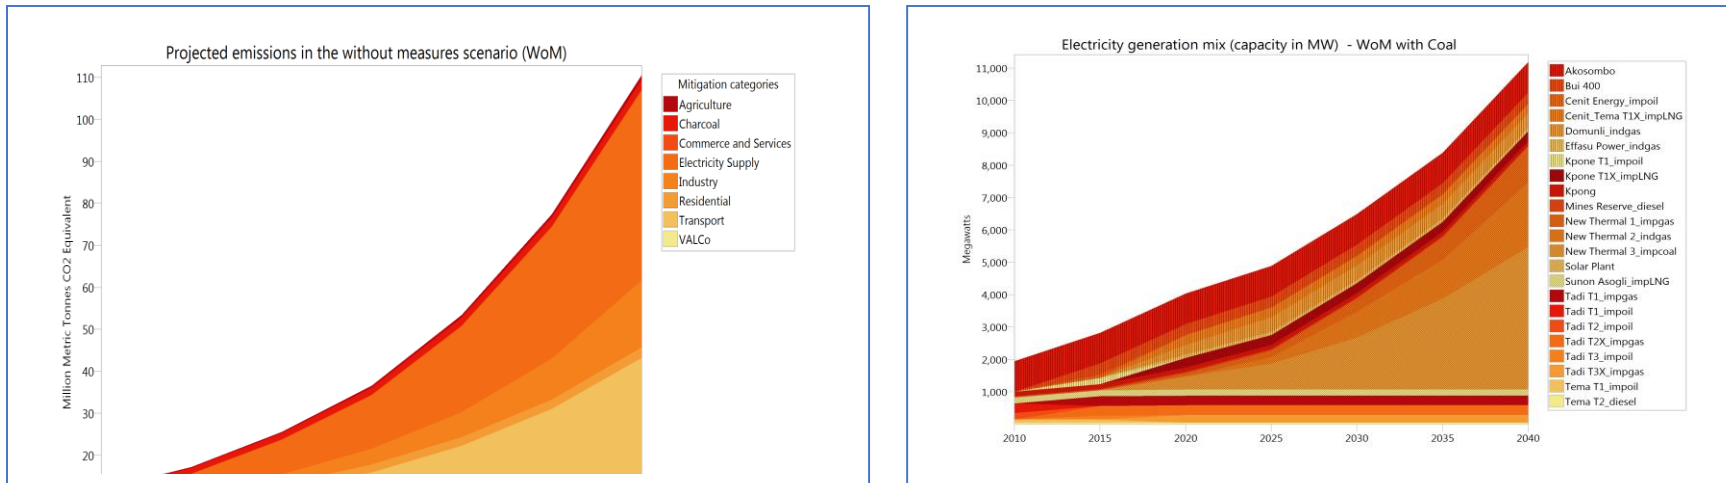 Projected emissions in the without measures scenario (WoM)
110
100
90
80
70
60
50
40
30
20
Million Metric Tonnes CO2 Equivalent
Mitigation categories
Agriculture
Charcoal
Commerce and Services
Electricity Supply
Industry
Residential
Transport
VALCo
Electricity generation mix (capacity in MW) - WoM with Coal
11,000
10,000
9,000
8,000
7,000
6,000
5,000
4,000
3,000
2,000
1,000
Megawatts
2010 2015 2020 2025 2030 2035 2040
Akosombo
Bui 400
Cenit Energy_impoil
Cenit_Tema T1X_impLNG
Domunli_indgas
Effasu Power_indgas
Kpone T1_impoil
Kpone T1X_impLNG
Kpong
Mines Reserve_diesel
New Thermal 1_impgas
New Thermal 2_indgas
New Thermal 3_impcoal
Solar Plant
Sunon Asogli_impLNG
Tadi T1_impgas
Tadi T1_impoil
Tadi T2_impoil
Tadi T2X_impgas
Tadi T3_impoil
Tadi T3X_impgas
Tema T1_impoil
Tema T2_diesel